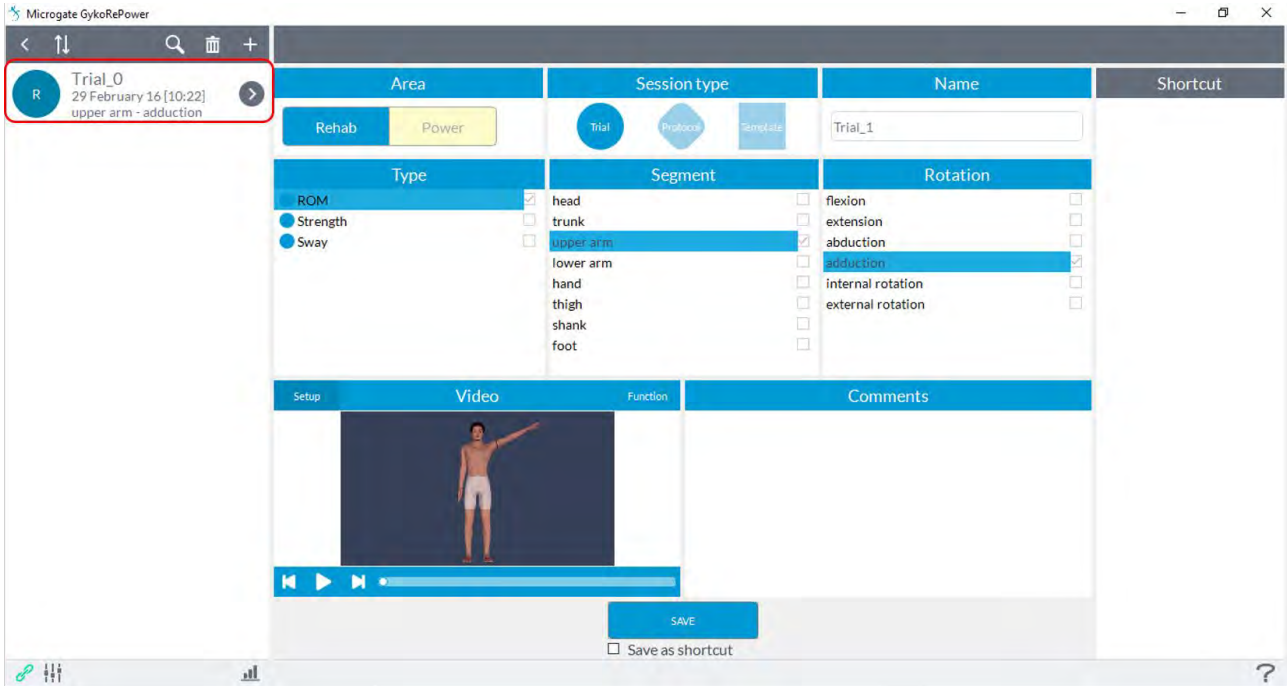 Microgate GykoRePower
R
Trial_0
29 February 16 [10:22]
upper arm - adduction
Area
Rehab
Power
Session type
Trial
Protocol
Template
Name
Trial_1
Shortcut
Type
ROM
Strength
Sway
Segment
head
trunk
upper arm
lower arm
hand
thigh
shank
foot
Rotation
flexion
extension
abduction
adduction
internal rotation
external rotation
Setup
Video
Function
Comments
SAVE
Save as shortcut
?